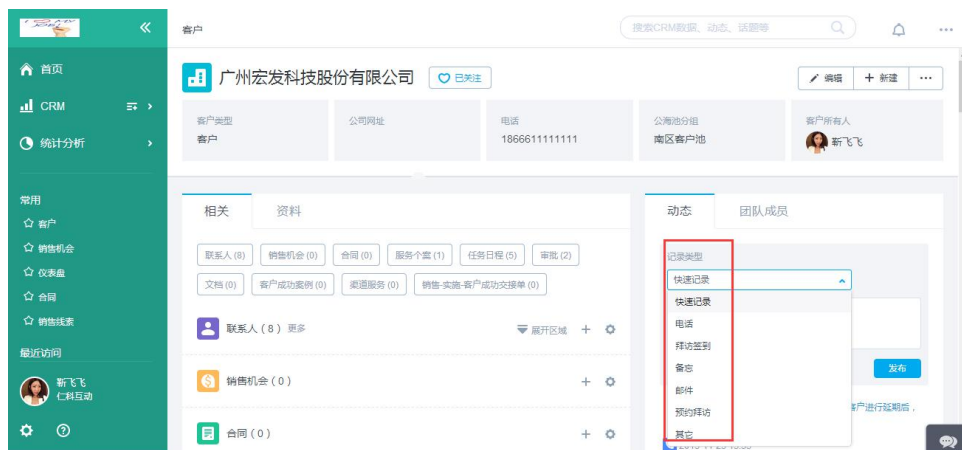 客户
搜索CRM数据、动态、话题等
首页
CRM
统计分析
常用
客户
销售机会
仪表盘
合同
销售线索
最近访问
靳飞飞
仁科互动
广州宏发科技股份有限公司
已关注
编辑
新建
客户类型
客户
公司网址
电话
1866611111111
公海池分组
南区客户池
客户所有人
靳飞飞
相关 资料
联系人 (8) 销售机会 (0) 合同 (0) 服务个案 (1) 任务日程 (5) 审批 (2)
文档 (0) 客户成功案例 (0) 渠道服务 (0) 销售-实施-客户成功交接单 (0)
联系人 ( 8 ) 更多 展开区域
销售机会 ( 0 )
合同 ( 0 )
动态 团队成员
记录类型
快速记录
快速记录
电话
拜访签到
备忘
邮件
预约拜访
其它
发布
客户进行延期后，